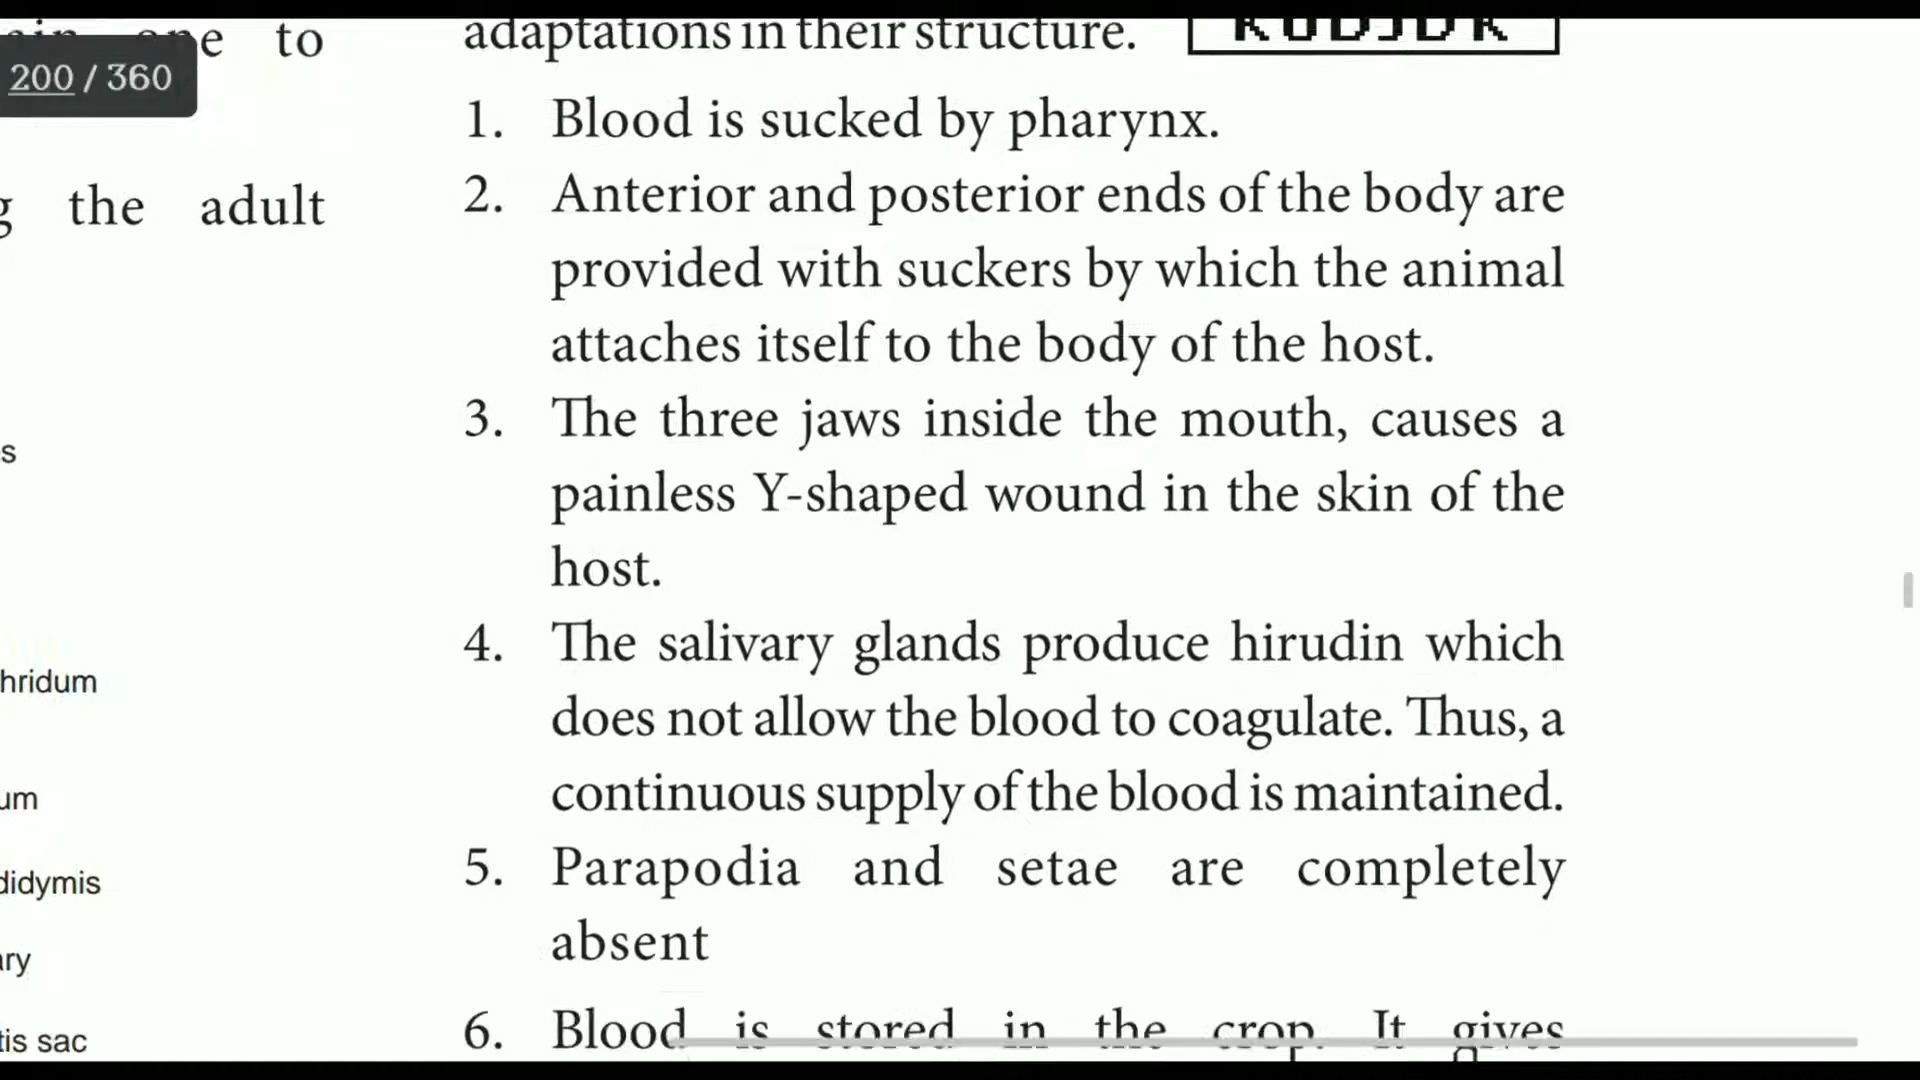 one to
200 / 360
g the adult
s
hridum
um
didymis
ary
tis sac
adaptations in their structure.
1. Blood is sucked by pharynx.
2. Anterior and posterior ends of the body are
provided with suckers by which the animal
attaches itself to the body of the host.
3. The three jaws inside the mouth, causes a
painless Y-shaped wound in the skin of the
host.
4. The salivary glands produce hirudin which
does not allow the blood to coagulate. Thus, a
continuous supply of the blood is maintained.
5. Parapodia and setae are completely
absent
6. Blood is stored in the crop. It gives